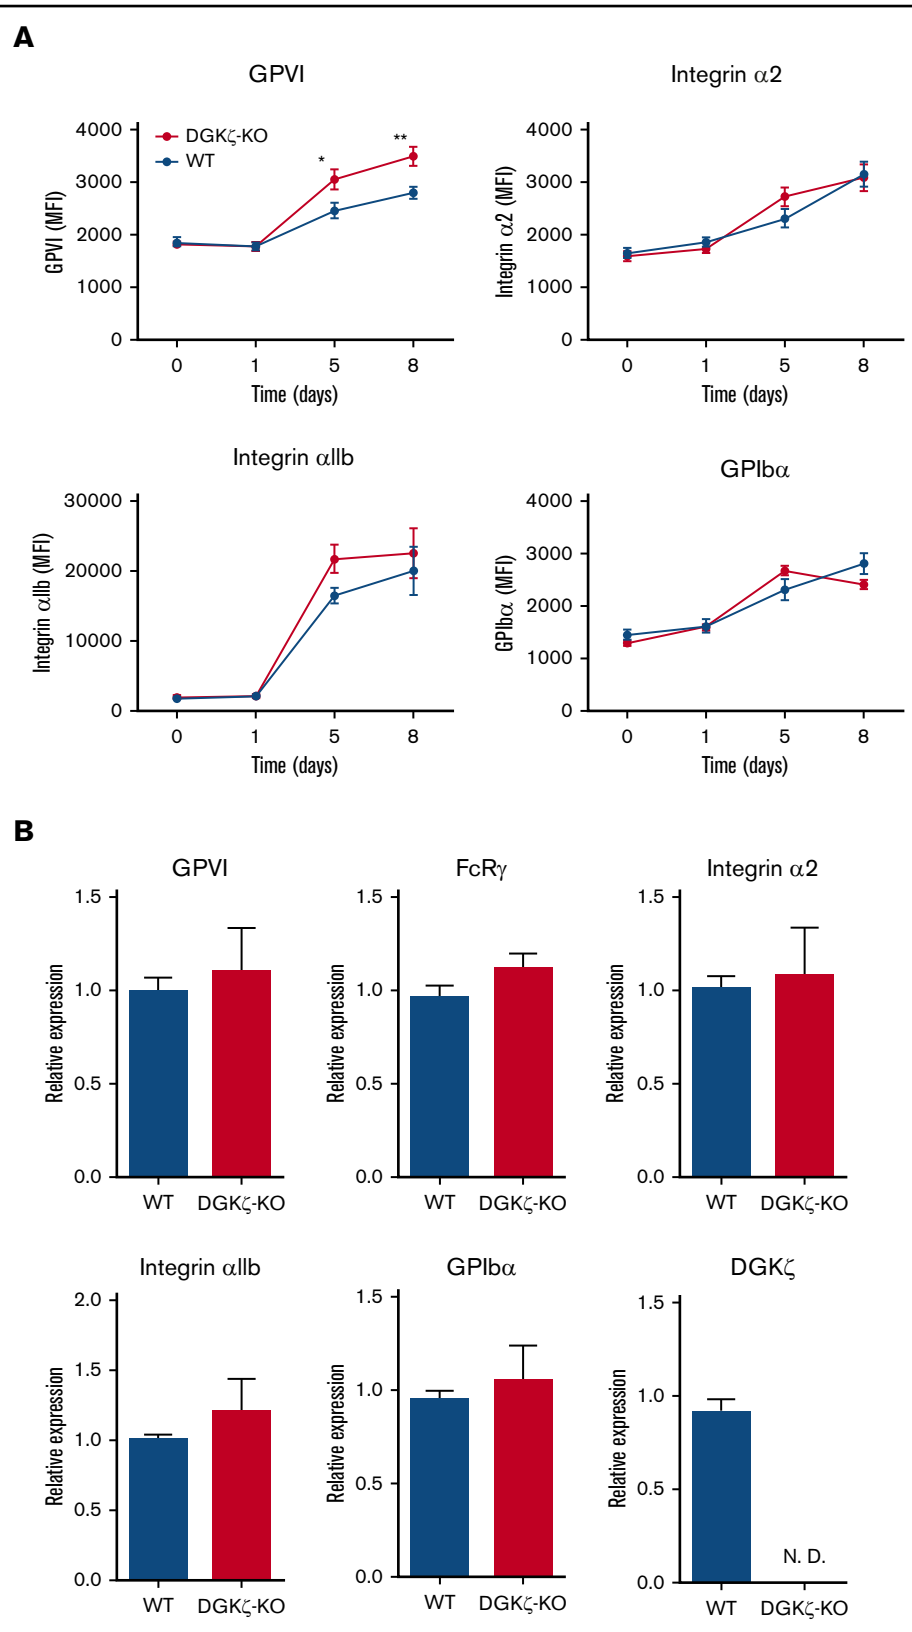 A
GPVI
Integrin α2
4000
3000
2000
1000
0
GPVI (MFI)
DGKζ-KO
WT
*
**
0 1 5 8
Time (days)
4000
3000
2000
1000
0
Integrin α2 (MFI)
0 1 5 8
Time (days)
Integrin αllb
GPIbα
30000
20000
10000
0
Integrin αllb (MFI)
0 1 5 8
Time (days)
4000
3000
2000
1000
0
GPIbα (MFI)
0 1 5 8
Time (days)
B
GPVI
1.5
1.0
0.5
0.0
Relative expression
WT DGKζ-KO
FcRγ
1.5
1.0
0.5
0.0
Relative expression
WT DGKζ-KO
Integrin α2
1.5
1.0
0.5
0.0
Relative expression
WT DGKζ-KO
Integrin αllb
2.0
1.5
1.0
0.5
0.0
Relative expression
WT DGKζ-KO
GPIbα
1.5
1.0
0.5
0.0
Relative expression
WT DGKζ-KO
DGKζ
1.5
1.0
0.5
0.0
Relative expression
N. D.
WT DGKζ-KO